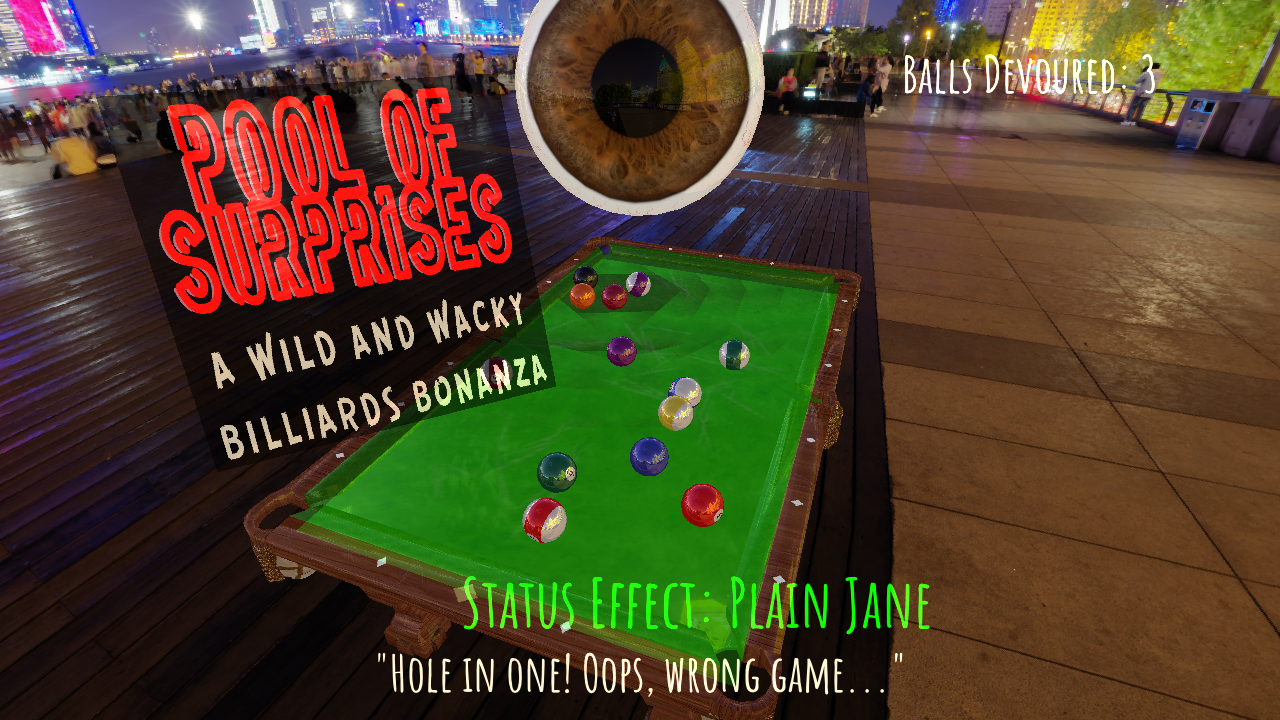 POOL OF
SURPRISES
A WILD AND WACKY
BILLIARDS BONANZA
BALLS DEVOURED: 3
STATUS EFFECT: PLAIN JANE
"HOLE IN ONE! OOPS, WRONG GAME..."